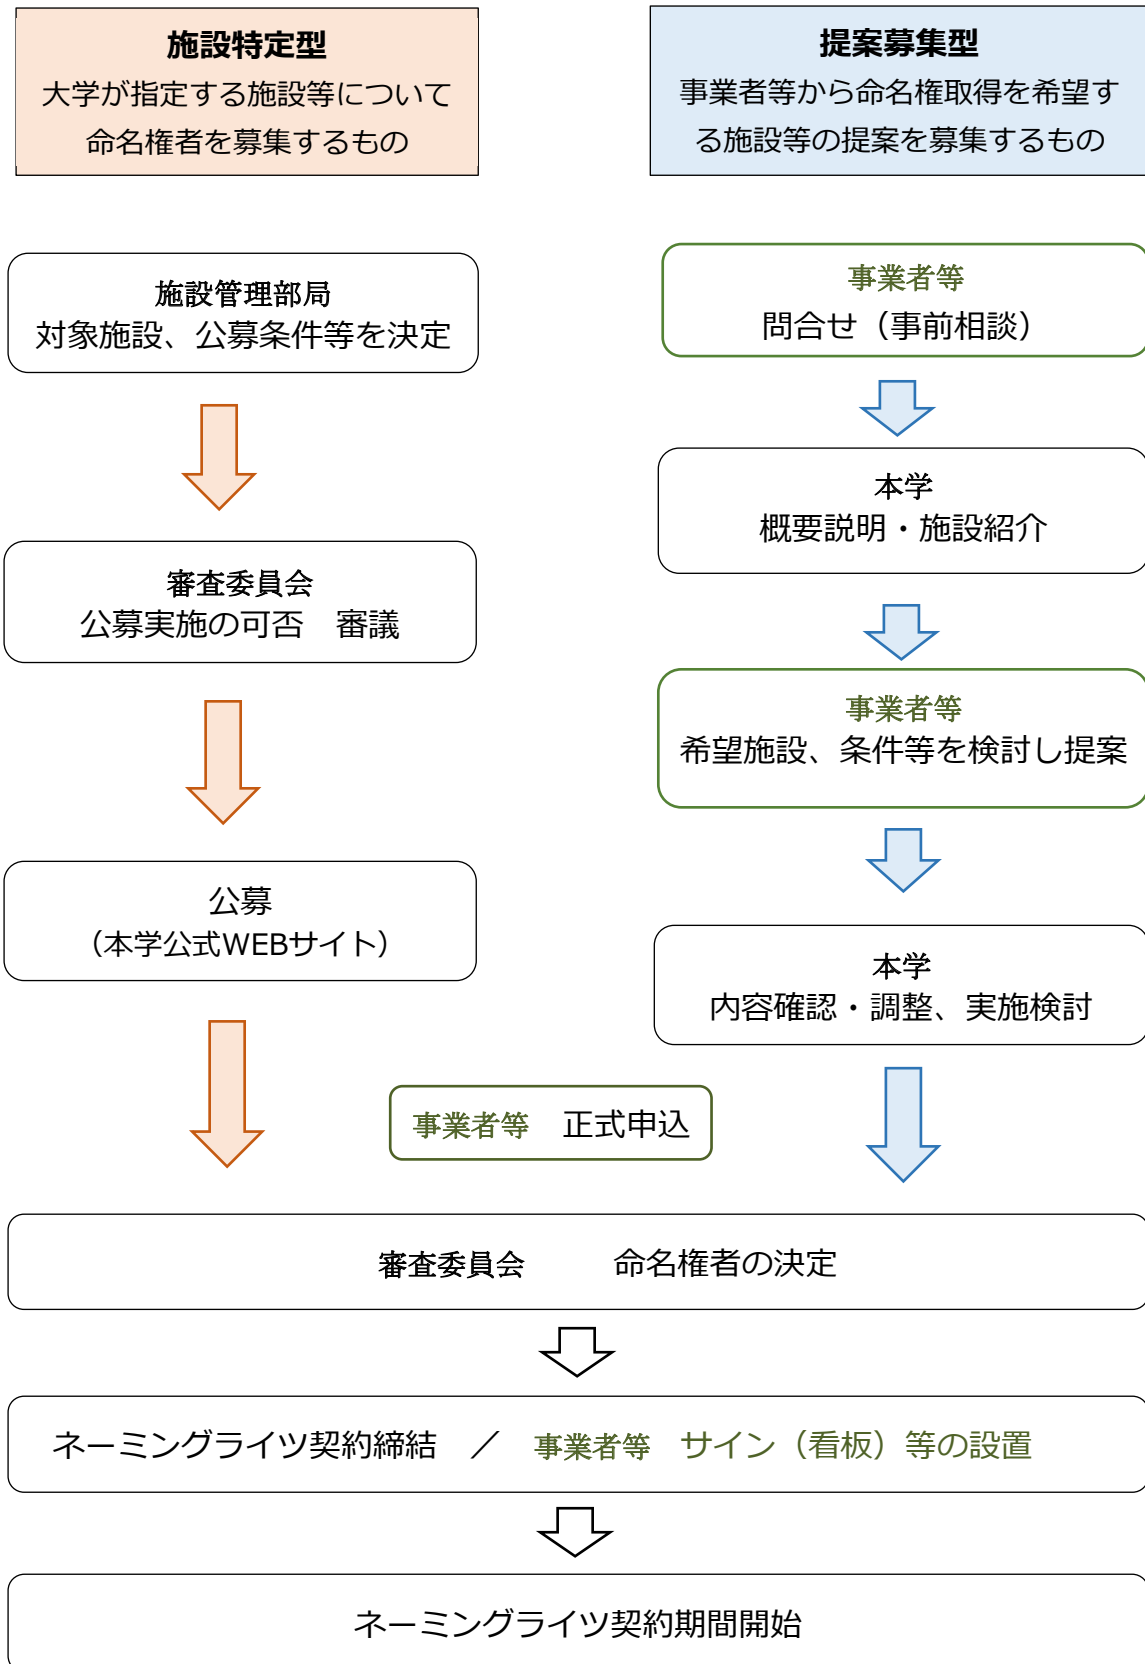 施設特定型
大学が指定する施設等について
命名権者を募集するもの
提案募集型
事業者等から命名権取得を希望す
る施設等の提案を募集するもの
施設管理部局
対象施設、公募条件等を決定
審査委員会
公募実施の可否　審議
公募
（本学公式WEBサイト）
事業者等
問合せ（事前相談）
本学
概要説明・施設紹介
事業者等
希望施設、条件等を検討し提案
本学
内容確認・調整、実施検討
事業者等　正式申込
審査委員会　　　命名権者の決定
ネーミングライツ契約締結　／　事業者等　サイン（看板）等の設置
ネーミングライツ契約期間開始